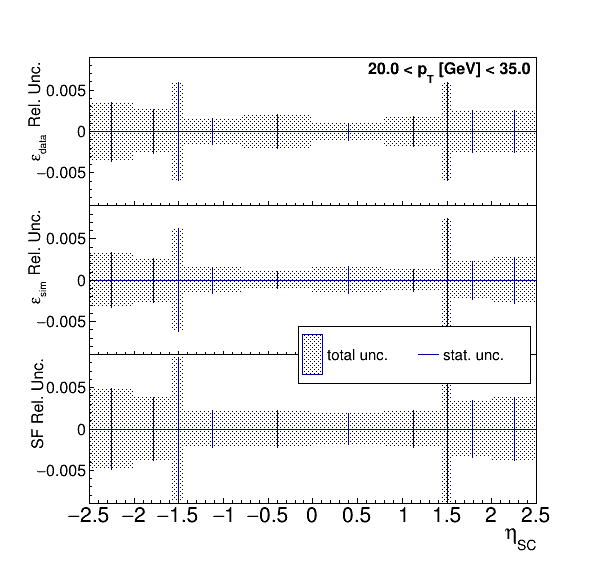 20.0 < p_T [GeV] < 35.0
ε_data Rel. Unc.
0.005
0
−0.005
ε_sim Rel. Unc.
0.005
0
−0.005
total unc.
stat. unc.
SF Rel. Unc.
0.005
0
−0.005
−2.5 −2 −1.5 −1 −0.5 0 0.5 1 1.5 2 2.5
η_SC